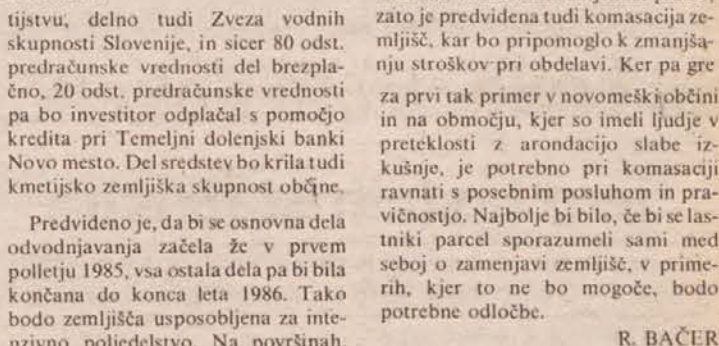 tijstvu, delno tudi Zveza vodnih
skupnosti Slovenije, in sicer 80 odst.
predračunske vrednosti del brezpla-
čno, 20 odst. predračunske vrednosti
pa bo investitor odplačal s pomočjo
kredita pri Temeljni dolenjski banki
Novo mesto. Del sredstev bo krila tudi
kmetijsko zemljiška skupnost občine.
Predvideno je, da bi se osnovna dela
odvodnjavanja začela že v prvem
polletju 1985, vsa ostala dela pa bi bila
končana do konca leta 1986. Tako
bodo zemljišča usposobljena za inte-
nzivno poljedelstvo. Na površinah,
zato je predvidena tudi komasacija ze-
mljišč, kar bo pripomoglo k zmanjša-
nju stroškov pri obdelavi. Ker pa gre
za prvi tak primer v novomeški občini
in na območju, kjer so imeli ljudje v
preteklosti z arondacijo slabe iz-
kušnje, je potrebno pri komasaciji
ravnati s posebnim posluhom in pra-
vičnostjo. Najbolje bi bilo, če bi se las-
tniki parcel sporazumeli sami med
seboj o zamenjavi zemljišč, v prime-
rih, kjer to ne bo mogoče, bodo
potrebne odločbe.
R. BAČER